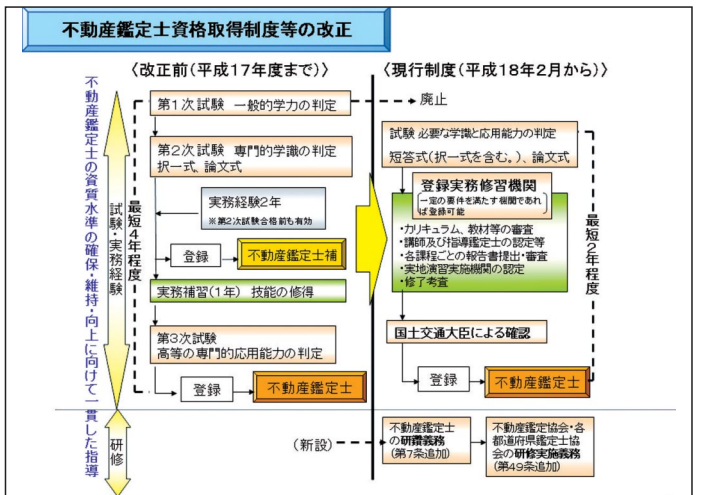 不動産鑑定士資格取得制度等の改正
〈改正前(平成17年度まで)〉
〈現行制度(平成18年2月から)〉
不動産鑑定士の資質水準の確保・維持・向上に向けて一貫した指導
試験・実務経験
最短4年程度
第1次試験 一般的学力の判定
廃止
第2次試験 専門的学識の判定
択一式、論文式
実務経験2年
※第2次試験合格前も有効
登録
不動産鑑定士補
実務補習(1年) 技能の修得
第3次試験
高等の専門的応用能力の判定
登録
不動産鑑定士
試験 必要な学識と応用能力の判定
短答式(択一式を含む。)、論文式
登録実務修習機関
一定の要件を満たす機関であれ
ば登録可能
・カリキュラム、教材等の審査
・講師及び指導鑑定士の認定等
・各課程ごとの報告書提出・審査
・実地演習実施機関の認定
・修了考査
最短2年程度
国土交通大臣による確認
登録
不動産鑑定士
研修
(新設)
不動産鑑定士
の研鑽義務
(第7条追加)
不動産鑑定協会・各
都道府県鑑定士協
会の研修実施義務
(第49条追加)